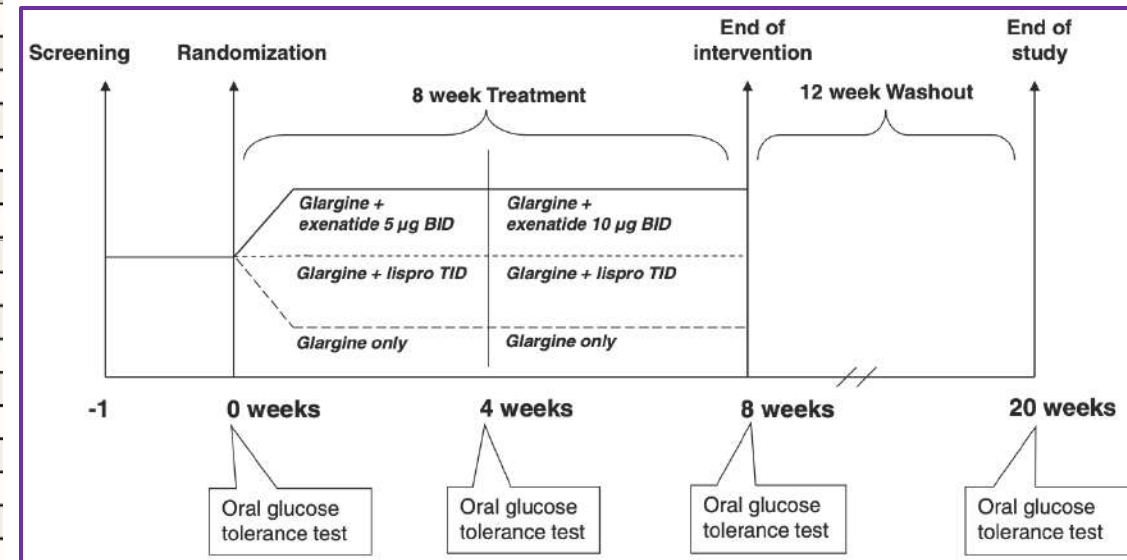 Screening
Randomization
End of
intervention
End of
study
8 week Treatment
12 week Washout
Glargine +
exenatide 5 µg BID
Glargine +
exenatide 10 µg BID
Glargine + lispro TID
Glargine + lispro TID
Glargine only
Glargine only
-1
0 weeks
4 weeks
8 weeks
20 weeks
Oral glucose
tolerance test
Oral glucose
tolerance test
Oral glucose
tolerance test
Oral glucose
tolerance test